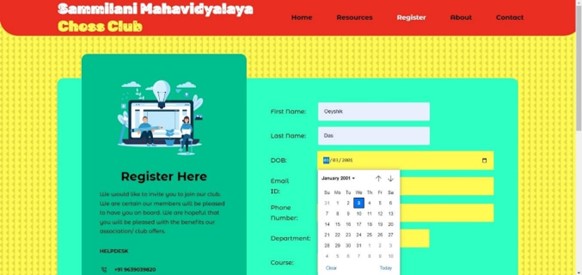 Sammilani Mahavidyalaya
Chess Club
Home Resources Register About Contact
Register Here
We would like to invite you to join our club.
We are certain our members will be pleased
to have you on board. We are hopeful that
you will be pleased with the benefits our
association/ club offers.
HELPDESK
First Name:
Last Name:
Das
DOB:
Email
ID:
Phone
Number:
Department:
Course:
January 2001
Su Mo Tu We Th Fr Sa
31 1 2 3 4 5 6
7 8 9 10 11 12 13
14 15 16 17 18 19 20
21 22 23 24 25 26 27
28 29 30 31 1 2 3
4 5 6 7 8 9 10
Clear Today